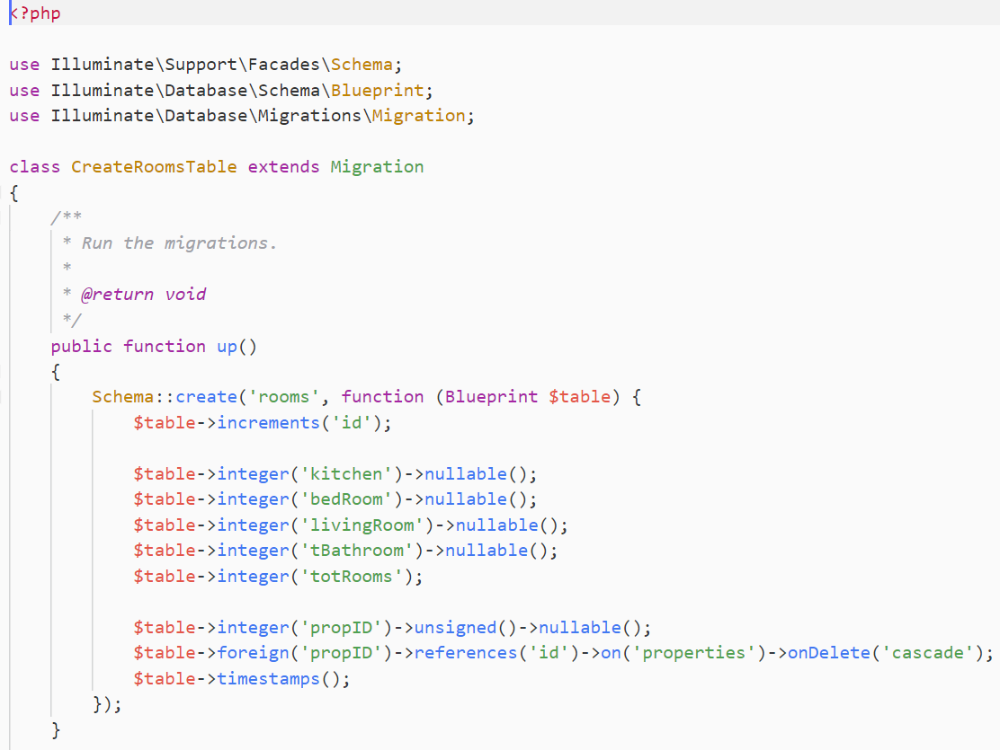 <?php
use Illuminate\Support\Facades\Schema;
use Illuminate\Database\Schema\Blueprint;
use Illuminate\Database\Migrations\Migration;
class CreateRoomsTable extends Migration
{
/**
* Run the migrations.
*
* @return void
*/
public function up()
{
Schema::create('rooms', function (Blueprint $table) {
$table->increments('id');
$table->integer('kitchen')->nullable();
$table->integer('bedRoom')->nullable();
$table->integer('livingRoom')->nullable();
$table->integer('tBathroom')->nullable();
$table->integer('totRooms');
$table->integer('propID')->unsigned()->nullable();
$table->foreign('propID')->references('id')->on('properties')->onDelete('cascade');
$table->timestamps();
});
}